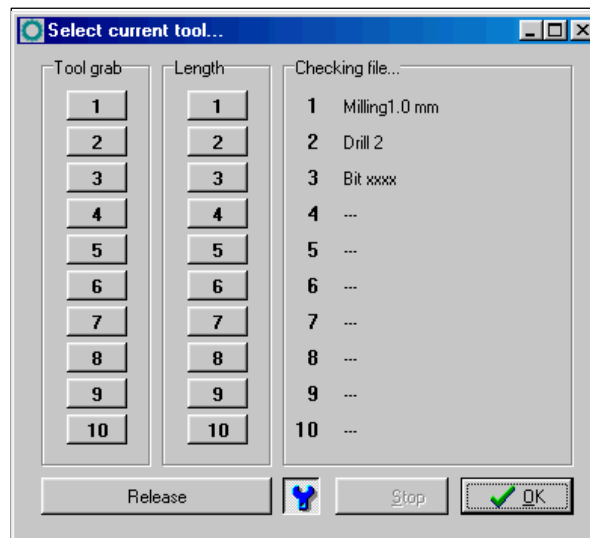 Select current tool...
Tool grab Length Checking file...
1 1 1 Milling1.0 mm
2 2 2 Drill 2
3 3 3 Bit xxxx
4 4 4 ---
5 5 5 ---
6 6 6 ---
7 7 7 ---
8 8 8 ---
9 9 9 ---
10 10 10 ---
Release Stop OK